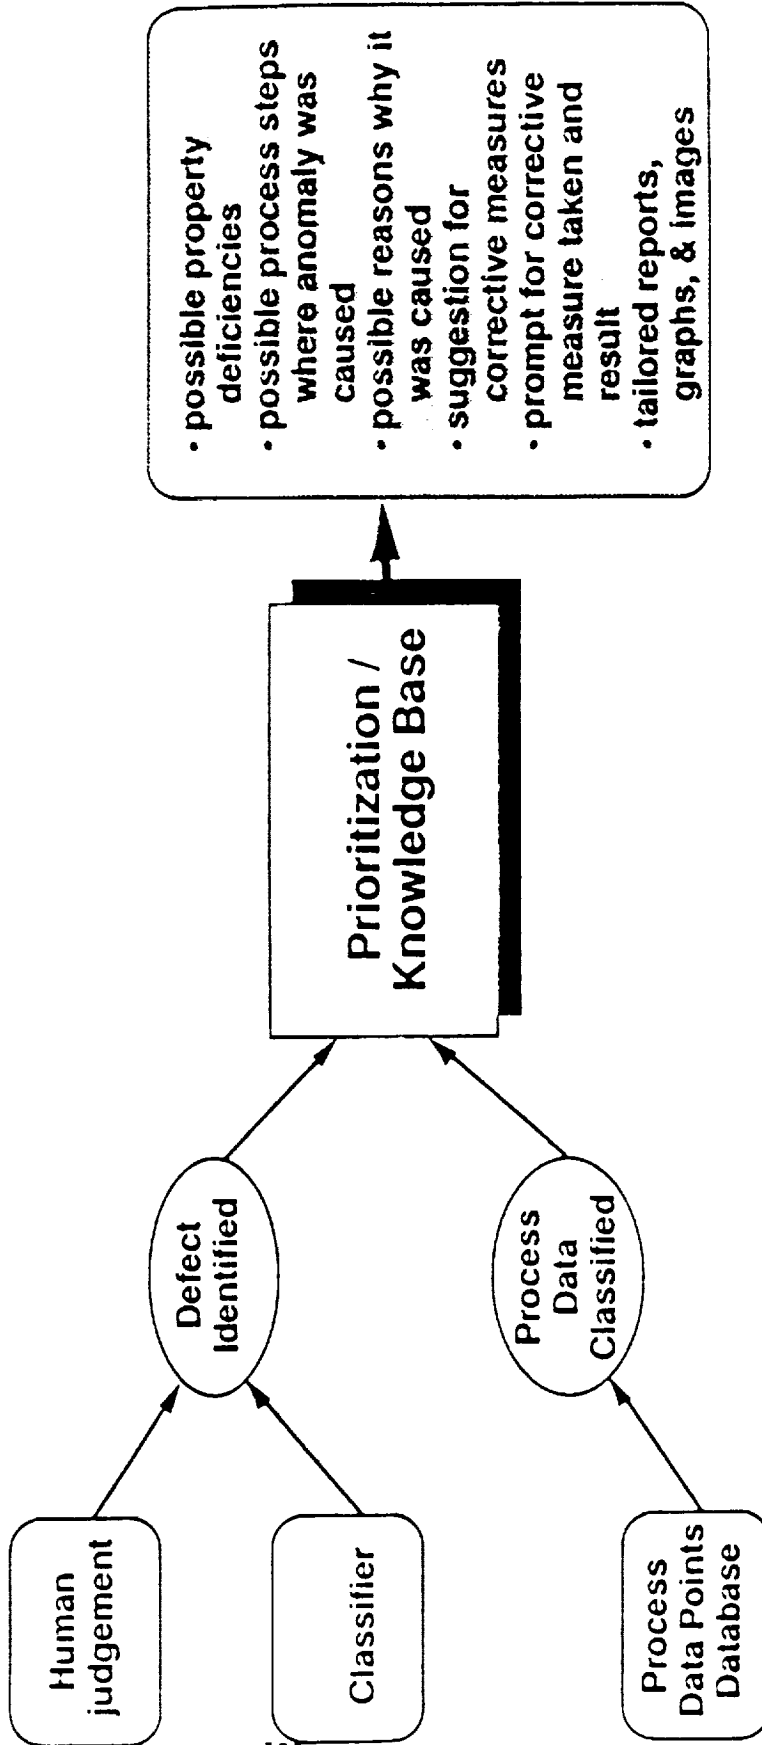 Human
judgement
Classifier
Process
Data Points
Database
Defect
Identified
Process
Data
Classified
Prioritization /
Knowledge Base
• possible property
deficiencies
• possible process steps
where anomaly was
caused
• possible reasons why it
was caused
• suggestion for
corrective measures
• prompt for corrective
measure taken and
result
• tailored reports,
graphs, & images